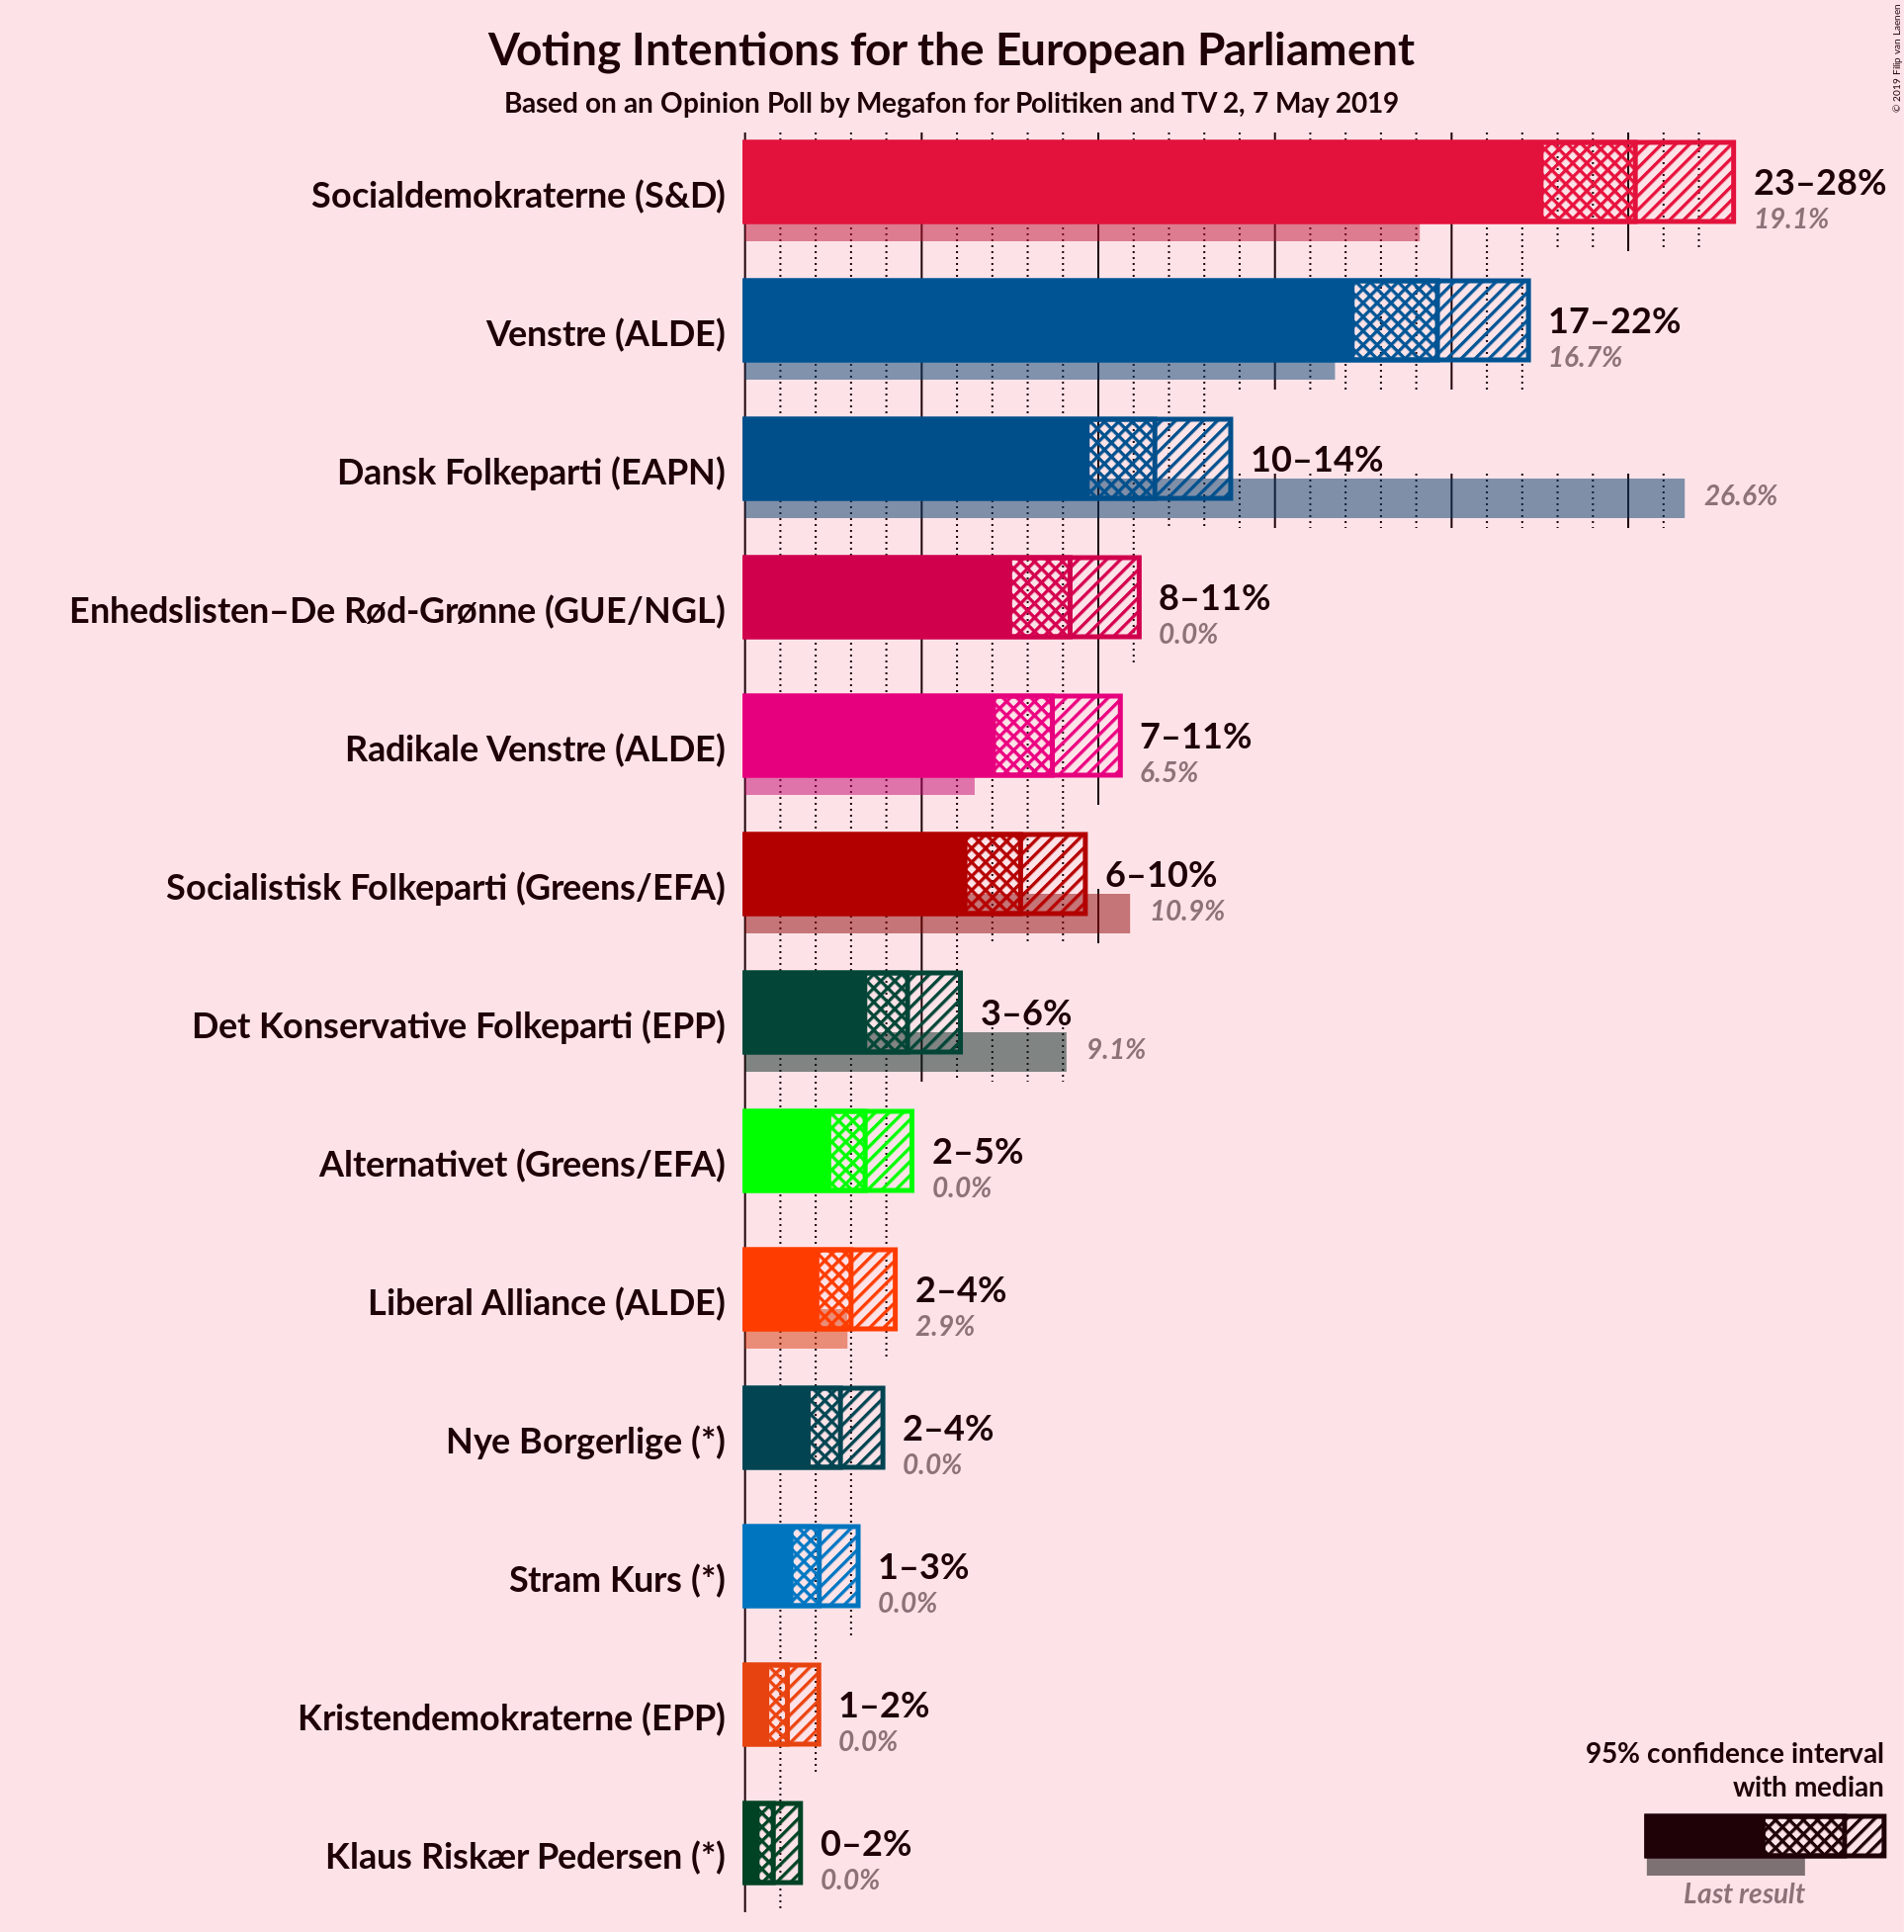 Voting Intentions for the European Parliament
Based on an Opinion Poll by Megafon for Politiken and TV 2, 7 May 2019
© 2019 Filip van Laenen
Socialdemokraterne (S&D)
23–28%
19.1%
Venstre (ALDE)
17–22%
16.7%
Dansk Folkeparti (EAPN)
10–14%
26.6%
Enhedslisten–De Rød-Grønne (GUE/NGL)
8–11%
0.0%
Radikale Venstre (ALDE)
7–11%
6.5%
Socialistisk Folkeparti (Greens/EFA)
6–10%
10.9%
Det Konservative Folkeparti (EPP)
3–6%
9.1%
Alternativet (Greens/EFA)
2–5%
0.0%
Liberal Alliance (ALDE)
2–4%
2.9%
Nye Borgerlige (*)
2–4%
0.0%
Stram Kurs (*)
1–3%
0.0%
Kristendemokraterne (EPP)
1–2%
0.0%
Klaus Riskær Pedersen (*)
0–2%
0.0%
95% confidence interval
with median
Last result